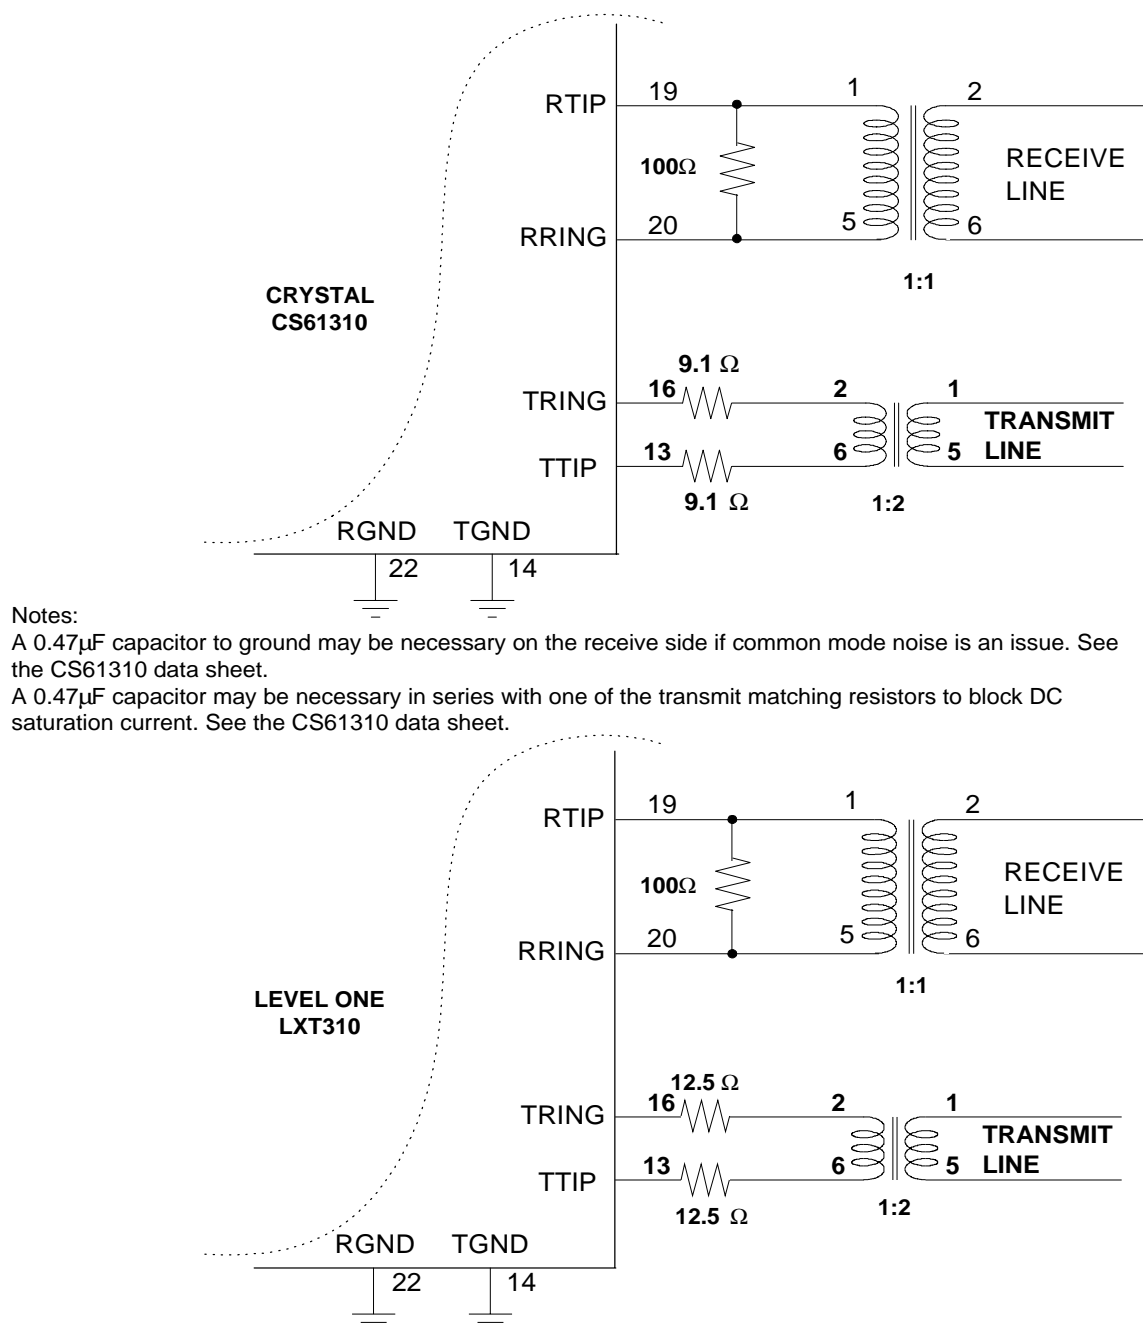 RTIP 19 1 2
100Ω RECEIVE
LINE
RRING 20 5 6
1:1
CRYSTAL
CS61310
9.1 Ω
TRING 16 2 1
TRANSMIT
LINE
TTIP 13 6 5
9.1 Ω 1:2
RGND TGND
22 14
Notes:
A 0.47µF capacitor to ground may be necessary on the receive side if common mode noise is an issue. See
the CS61310 data sheet.
A 0.47µF capacitor may be necessary in series with one of the transmit matching resistors to block DC
saturation current. See the CS61310 data sheet.
RTIP 19 1 2
100Ω RECEIVE
LINE
RRING 20 5 6
1:1
LEVEL ONE
LXT310
12.5 Ω
TRING 16 2 1
TRANSMIT
LINE
TTIP 13 6 5
12.5 Ω 1:2
RGND TGND
22 14